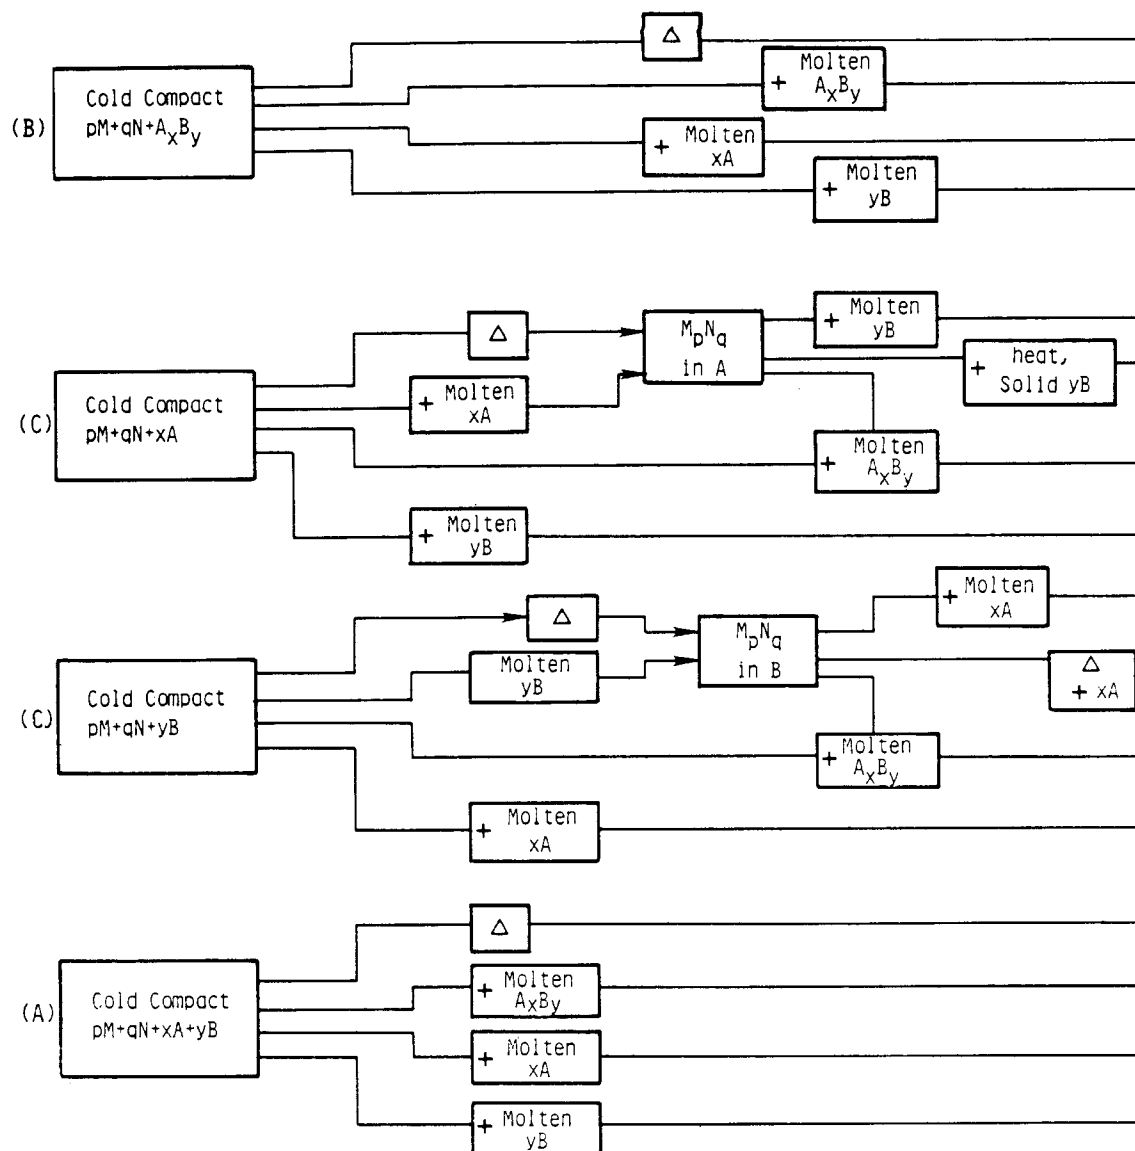 △
+ Molten
AxBy
(B)
Cold Compact
pM+qN+AxBy
+ Molten
xA
+ Molten
yB
+ Molten
yB
△
MpNq
in A
+ heat,
Solid yB
(C)
Cold Compact
pM+qN+xA
+ Molten
xA
+ Molten
AxBy
+ Molten
yB
+ Molten
xA
△
MpNq
in B
Molten
yB
△
+ xA
(C)
Cold Compact
pM+qN+yB
+ Molten
AxBy
+ Molten
xA
△
(A)
Cold Compact
pM+qN+xA+yB
+ Molten
AxBy
+ Molten
xA
+ Molten
yB